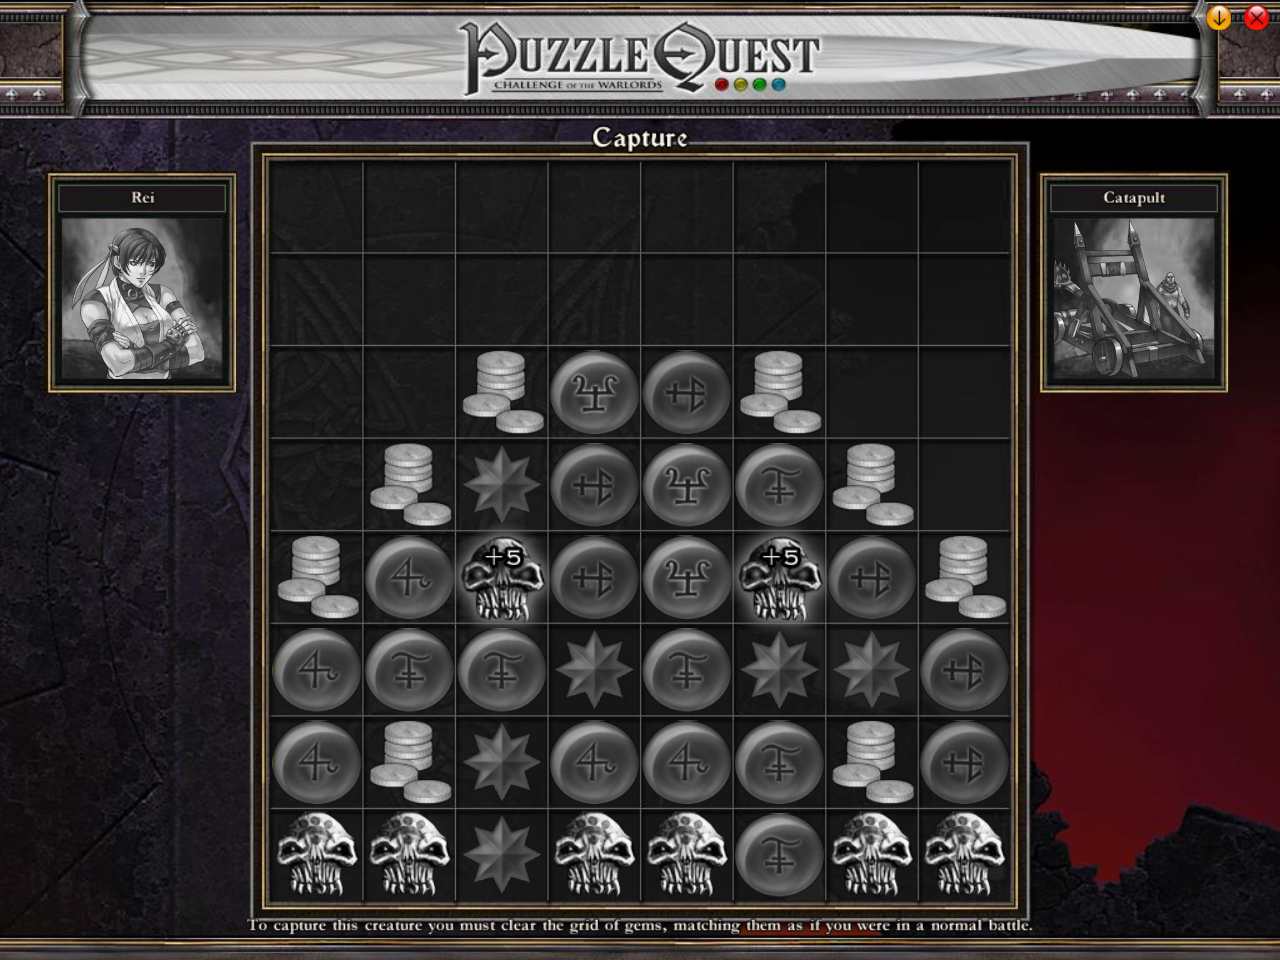 PUZZLE QUEST
CHALLENGE OF THE WARLORDS
Capture
Rei
Catapult
+5
+5
To capture this creature you must clear the grid of gems, matching them as if you were in a normal battle.